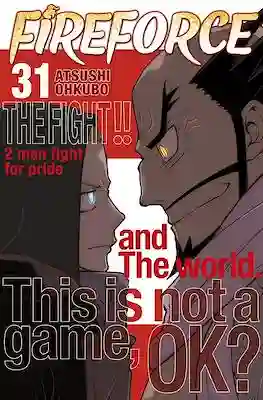 FIREFORCE
31
ATSUSHI
OHKUBO
THE FIGHT!!
2 men fight
for pride
and
The world.
This is not a
game, OK?